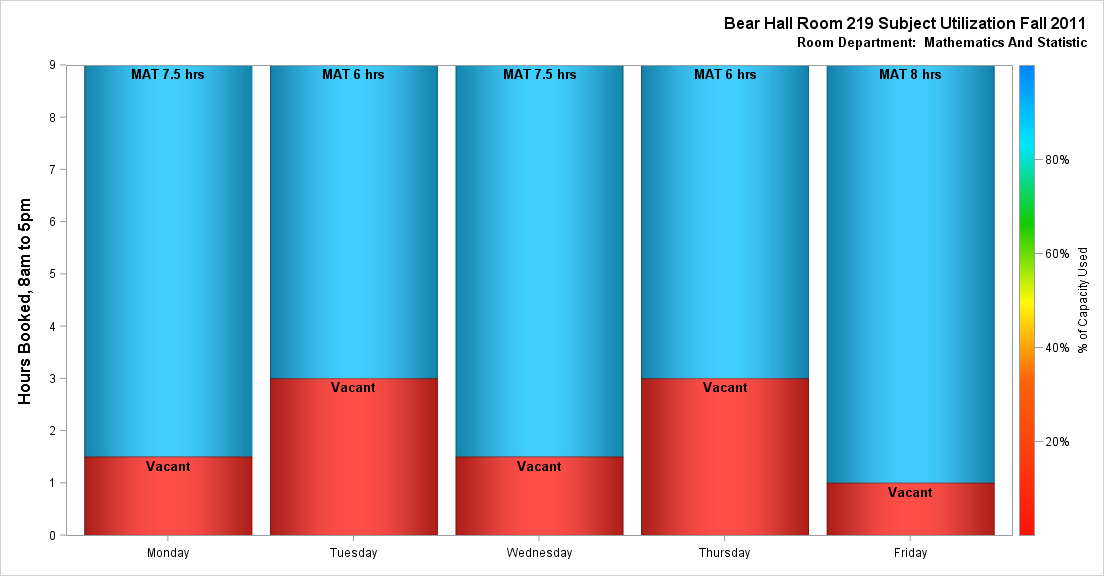 Bear Hall Room 219 Subject Utilization Fall 2011
Room Department:  Mathematics And Statistic
Hours Booked, 8am to 5pm
9
8
7
6
5
4
3
2
1
0
MAT 7.5 hrs
MAT 6 hrs
MAT 7.5 hrs
MAT 6 hrs
MAT 8 hrs
Vacant
Vacant
Vacant
Vacant
Vacant
Monday
Tuesday
Wednesday
Thursday
Friday
80%
60%
40%
20%
% of Capacity Used